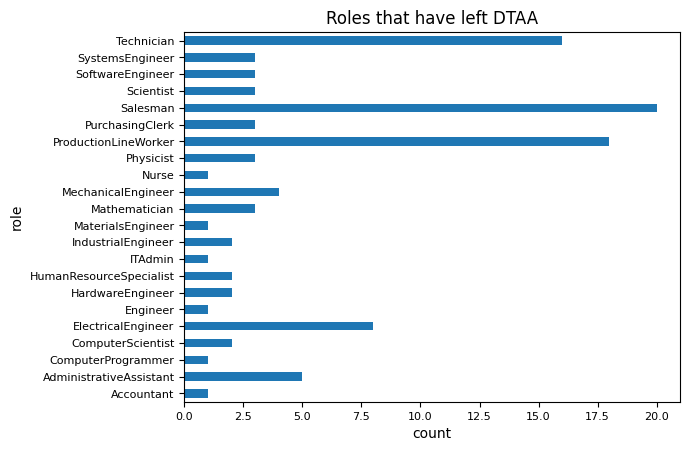 Roles that have left DTAA
Technician
SystemsEngineer
SoftwareEngineer
Scientist
Salesman
PurchasingClerk
ProductionLineWorker
Physicist
Nurse
MechanicalEngineer
Mathematician
MaterialsEngineer
IndustrialEngineer
ITAdmin
HumanResourceSpecialist
HardwareEngineer
Engineer
ElectricalEngineer
ComputerScientist
ComputerProgrammer
AdministrativeAssistant
Accountant
role
0.0 2.5 5.0 7.5 10.0 12.5 15.0 17.5 20.0
count